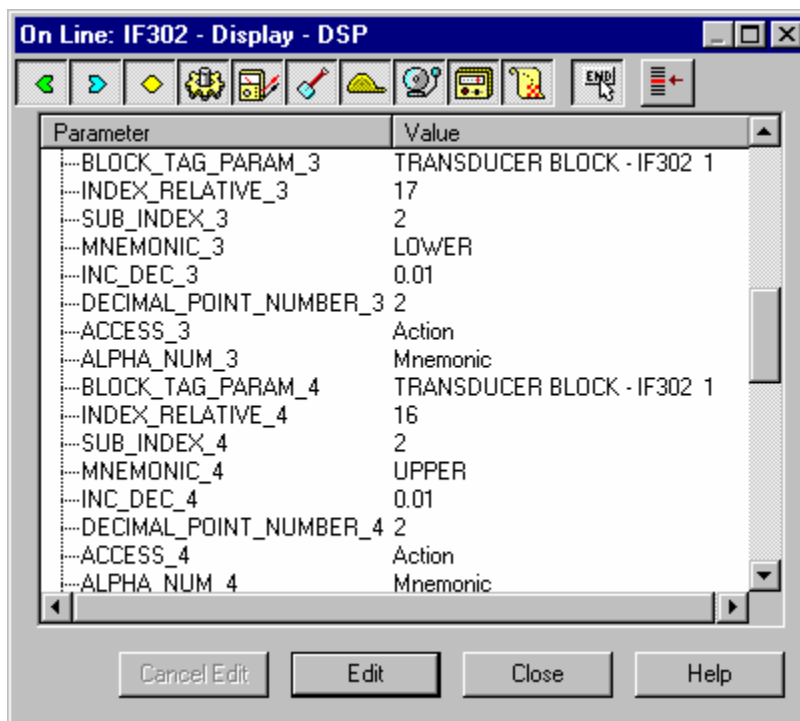 On Line: IF302 - Display - DSP
END
Parameter Value
BLOCK_TAG_PARAM_3 TRANSDUCER BLOCK - IF302 1
INDEX_RELATIVE_3 17
SUB_INDEX_3 2
MNEMONIC_3 LOWER
INC_DEC_3 0.01
DECIMAL_POINT_NUMBER_3 2
ACCESS_3 Action
ALPHA_NUM_3 Mnemonic
BLOCK_TAG_PARAM_4 TRANSDUCER BLOCK - IF302 1
INDEX_RELATIVE_4 16
SUB_INDEX_4 2
MNEMONIC_4 UPPER
INC_DEC_4 0.01
DECIMAL_POINT_NUMBER_4 2
ACCESS_4 Action
ALPHA_NUM_4 Mnemonic
Cancel Edit Edit Close Help